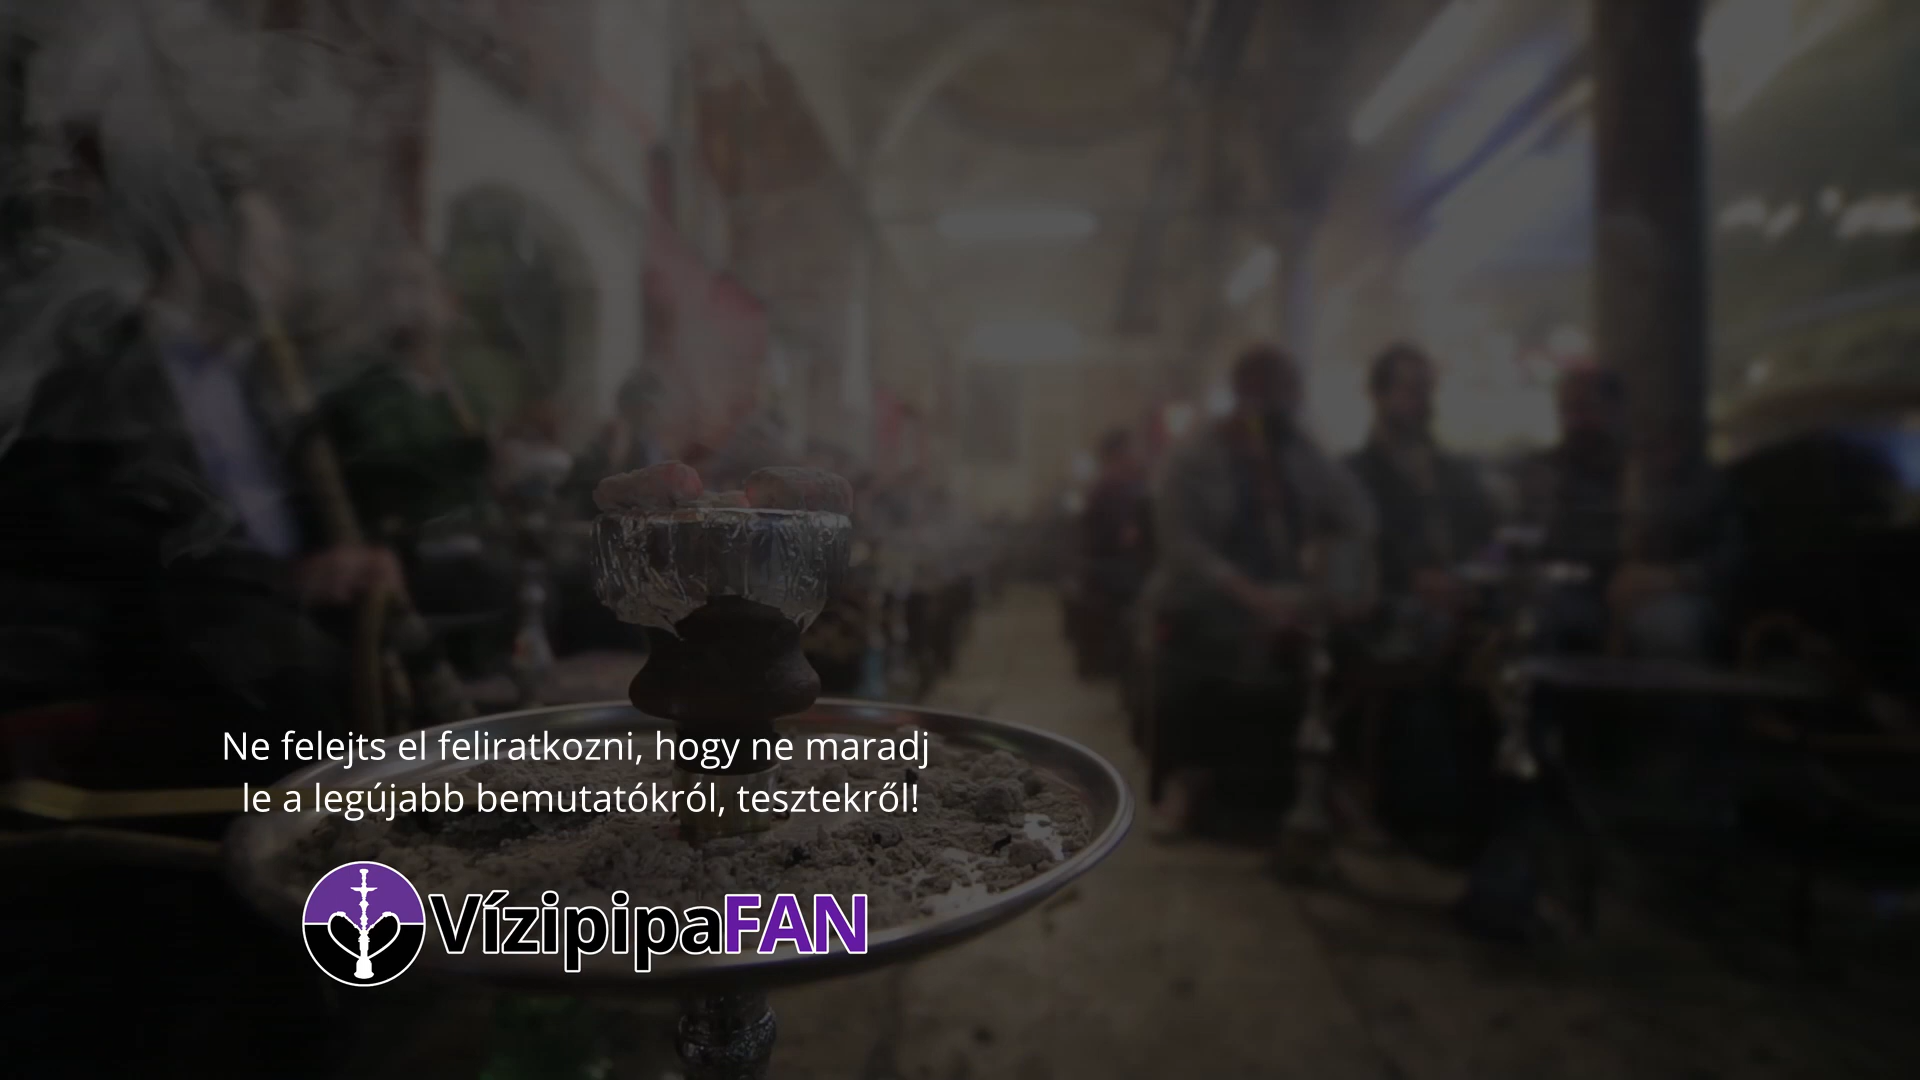 Ne felejts el feliratkozni, hogy ne maradj
le a legújabb bemutatókról, tesztekről!
VízipipaFAN